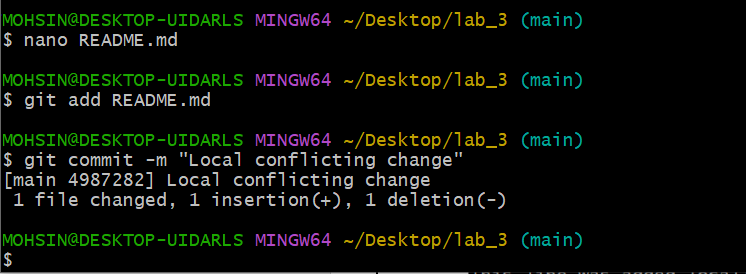 MOHSIN@DESKTOP-UIDARLS MINGW64 ~/Desktop/lab_3 (main)
$ nano README.md
MOHSIN@DESKTOP-UIDARLS MINGW64 ~/Desktop/lab_3 (main)
$ git add README.md
MOHSIN@DESKTOP-UIDARLS MINGW64 ~/Desktop/lab_3 (main)
$ git commit -m "Local conflicting change"
[main 4987282] Local conflicting change
 1 file changed, 1 insertion(+), 1 deletion(-)
MOHSIN@DESKTOP-UIDARLS MINGW64 ~/Desktop/lab_3 (main)
$